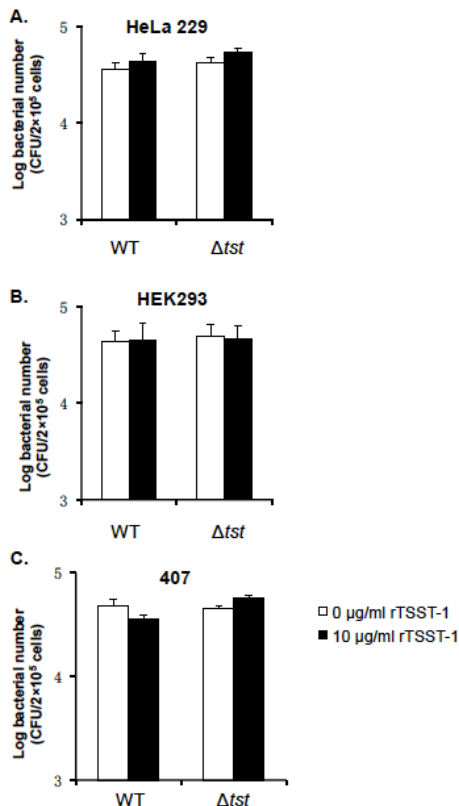 A.
HeLa 229
Log bacterial number
(CFU/2×10⁵ cells)
5
4
3
WT
Δtst
B.
HEK293
Log bacterial number
(CFU/2×10⁵ cells)
5
4
3
WT
Δtst
C.
407
Log bacterial number
(CFU/2×10⁵ cells)
5
4
3
WT
Δtst
0 µg/ml rTSST-1
10 µg/ml rTSST-1